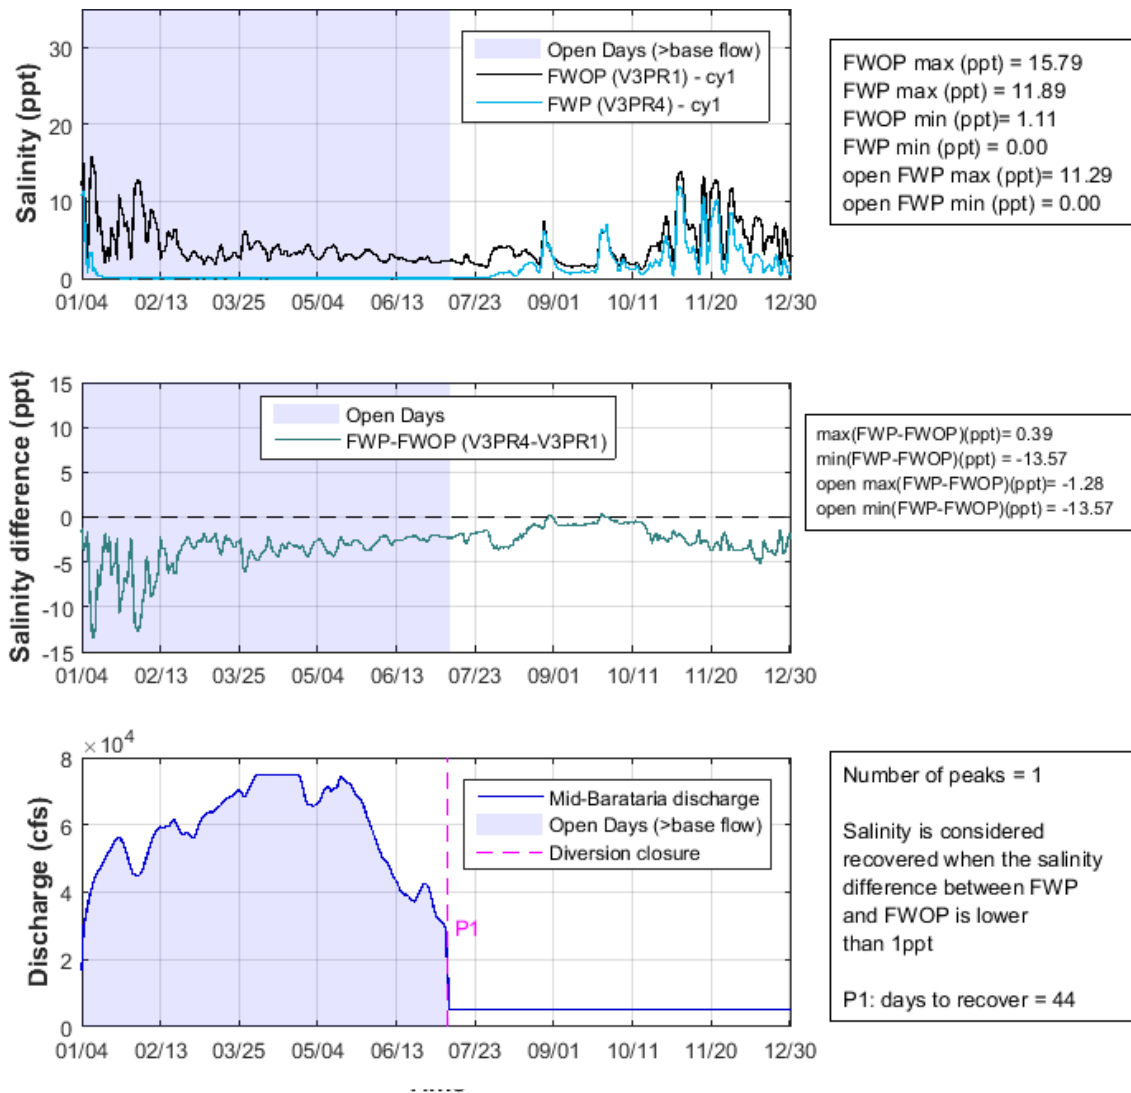 Salinity (ppt)
30
20
10
0
Open Days (>base flow)
FWOP (V3PR1) - cy1
FWP (V3PR4) - cy1
01/04 02/13 03/25 05/04 06/13 07/23 09/01 10/11 11/20 12/30
FWOP max (ppt) = 15.79
FWP max (ppt) = 11.89
FWOP min (ppt)= 1.11
FWP min (ppt) = 0.00
open FWP max (ppt)= 11.29
open FWP min (ppt) = 0.00
Salinity difference (ppt)
15
10
5
0
-5
-10
-15
Open Days
FWP-FWOP (V3PR4-V3PR1)
01/04 02/13 03/25 05/04 06/13 07/23 09/01 10/11 11/20 12/30
max(FWP-FWOP)(ppt)= 0.39
min(FWP-FWOP)(ppt) = -13.57
open max(FWP-FWOP)(ppt)= -1.28
open min(FWP-FWOP)(ppt) = -13.57
Discharge (cfs)
×10⁴
8
6
4
2
0
Mid-Barataria discharge
Open Days (>base flow)
Diversion closure
P1
01/04 02/13 03/25 05/04 06/13 07/23 09/01 10/11 11/20 12/30
Number of peaks = 1
Salinity is considered
recovered when the salinity
difference between FWP
and FWOP is lower
than 1ppt
P1: days to recover = 44